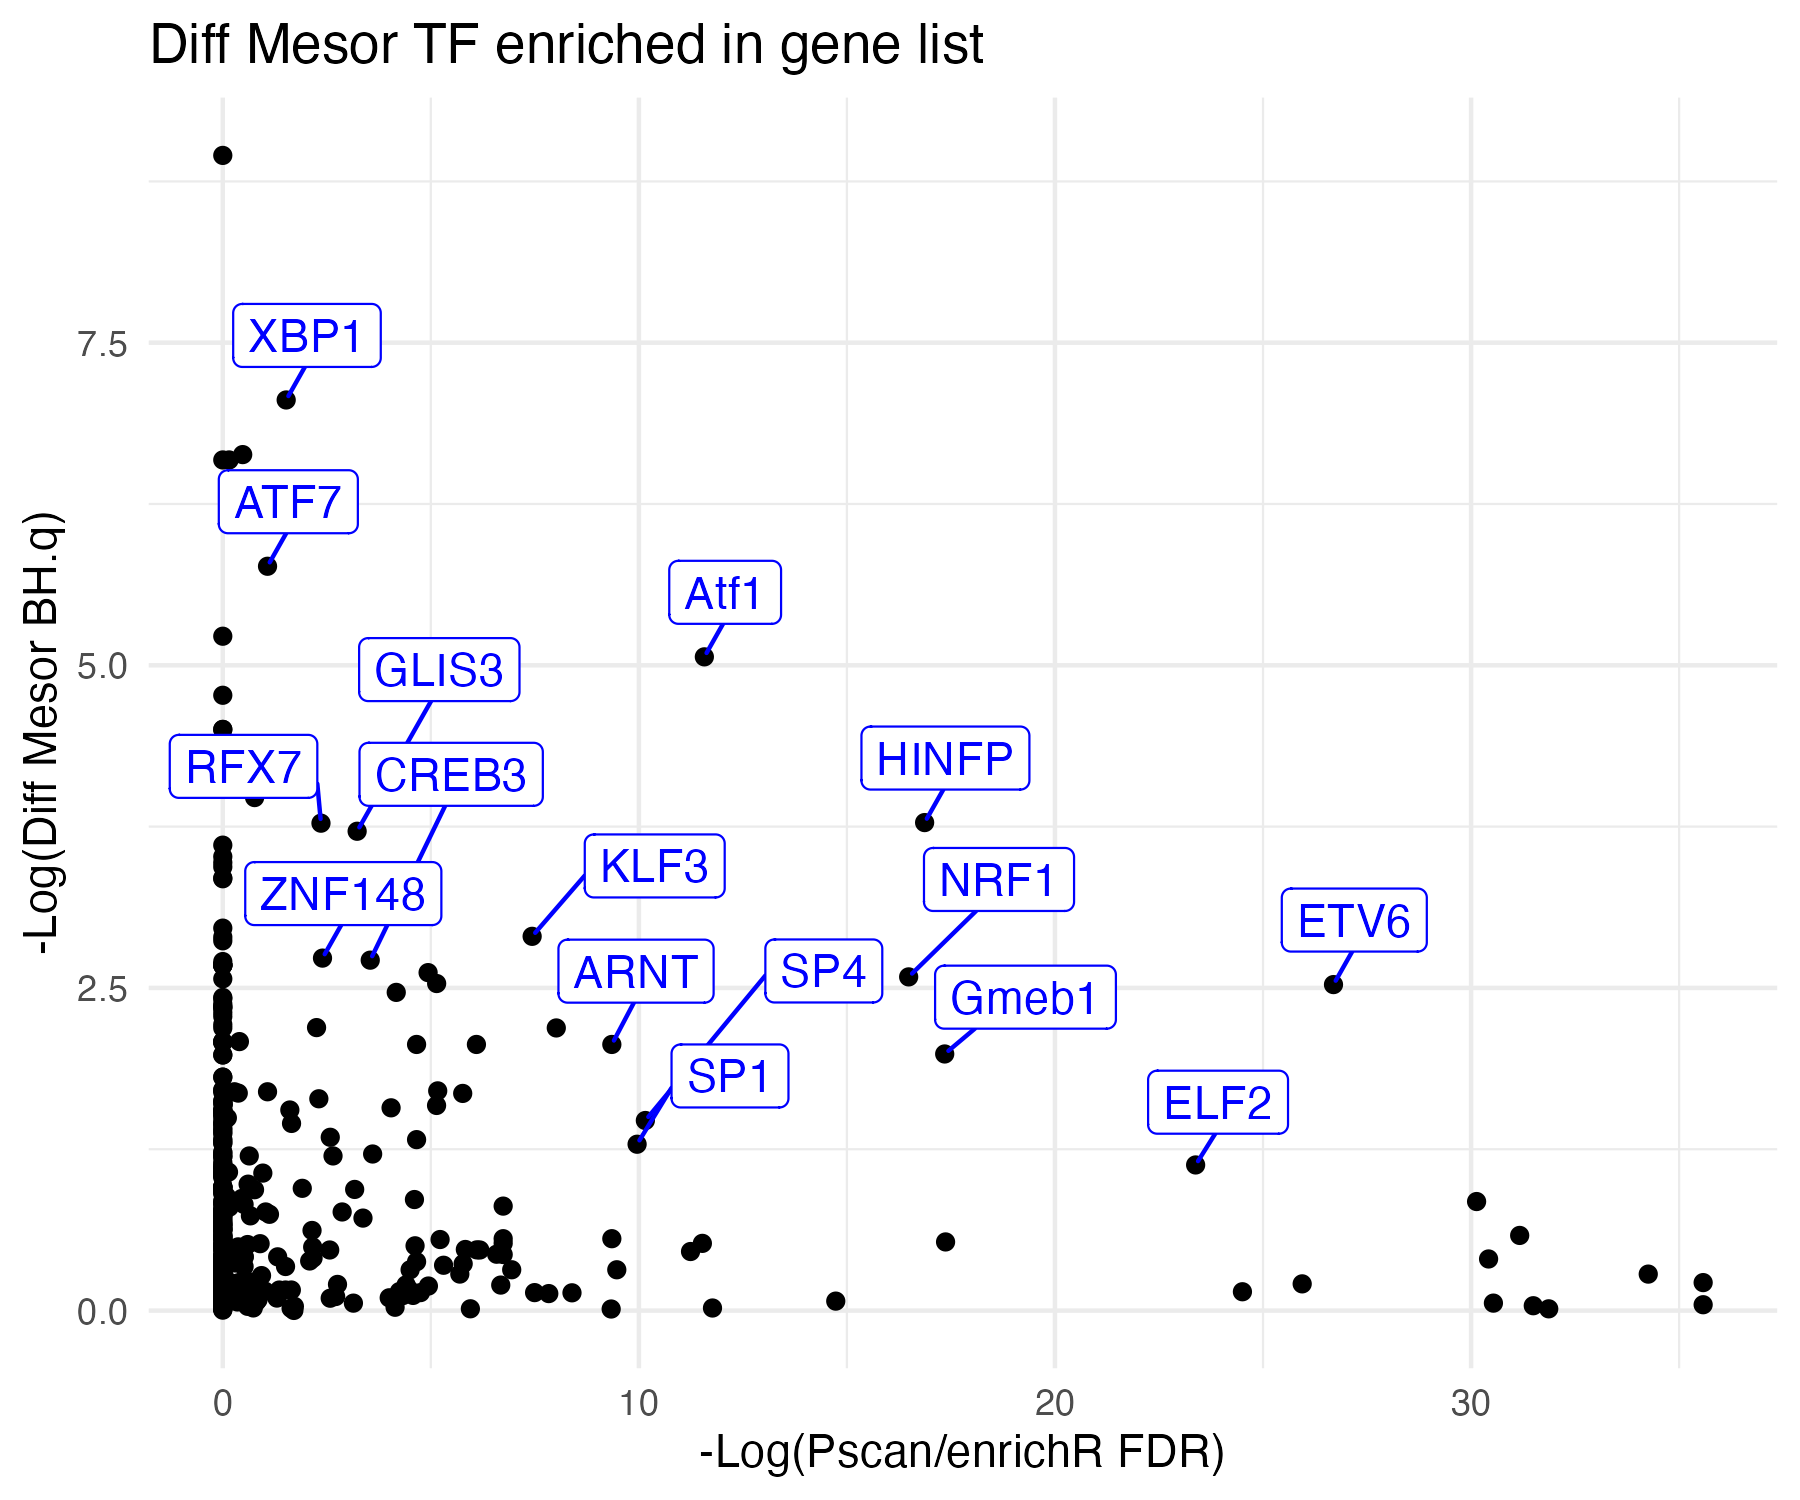 Diff Mesor TF enriched in gene list
-Log(Diff Mesor BH.q)
7.5
5.0
2.5
0.0
XBP1
ATF7
Atf1
GLIS3
RFX7
CREB3
HINFP
KLF3
NRF1
ZNF148
ETV6
ARNT
SP4
Gmeb1
SP1
ELF2
0
10
20
30
-Log(Pscan/enrichR FDR)